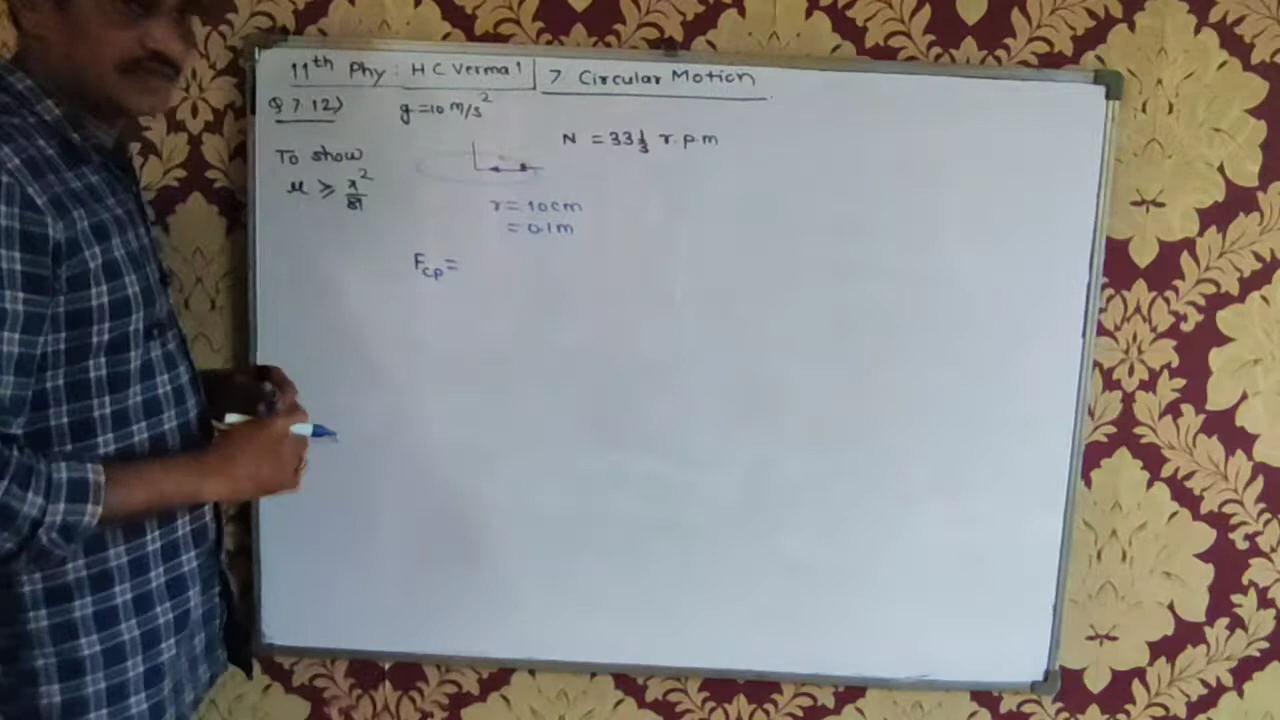 11th Phy : H C Verma 1 7 Circular Motion
Q 7.12) g = 10 m/s²
N = 33⅓ r.p.m
To show
μ ≥ π²/81
r = 10 cm
= 0.1 m
Fcp =